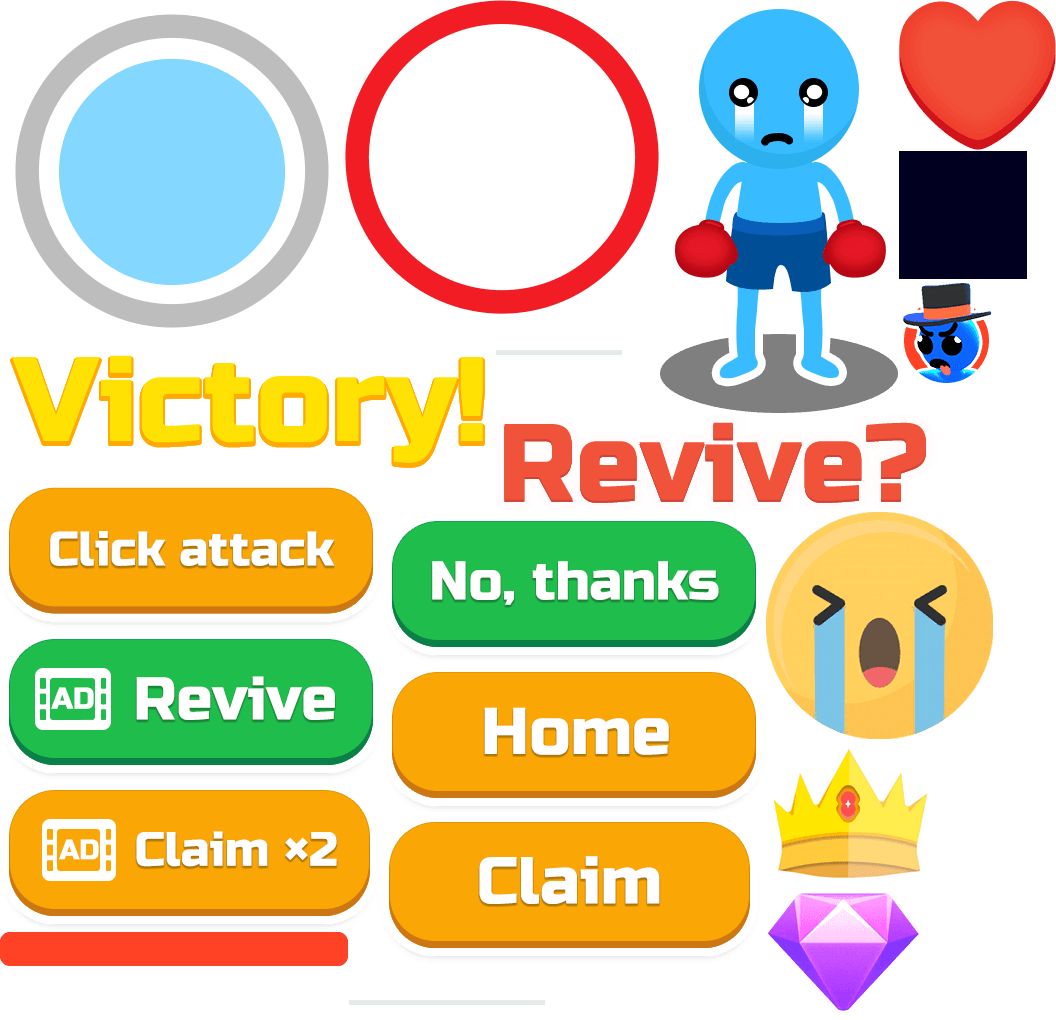 Victory!
Revive?
Click attack
No, thanks
AD Revive
Home
AD Claim ×2
Claim